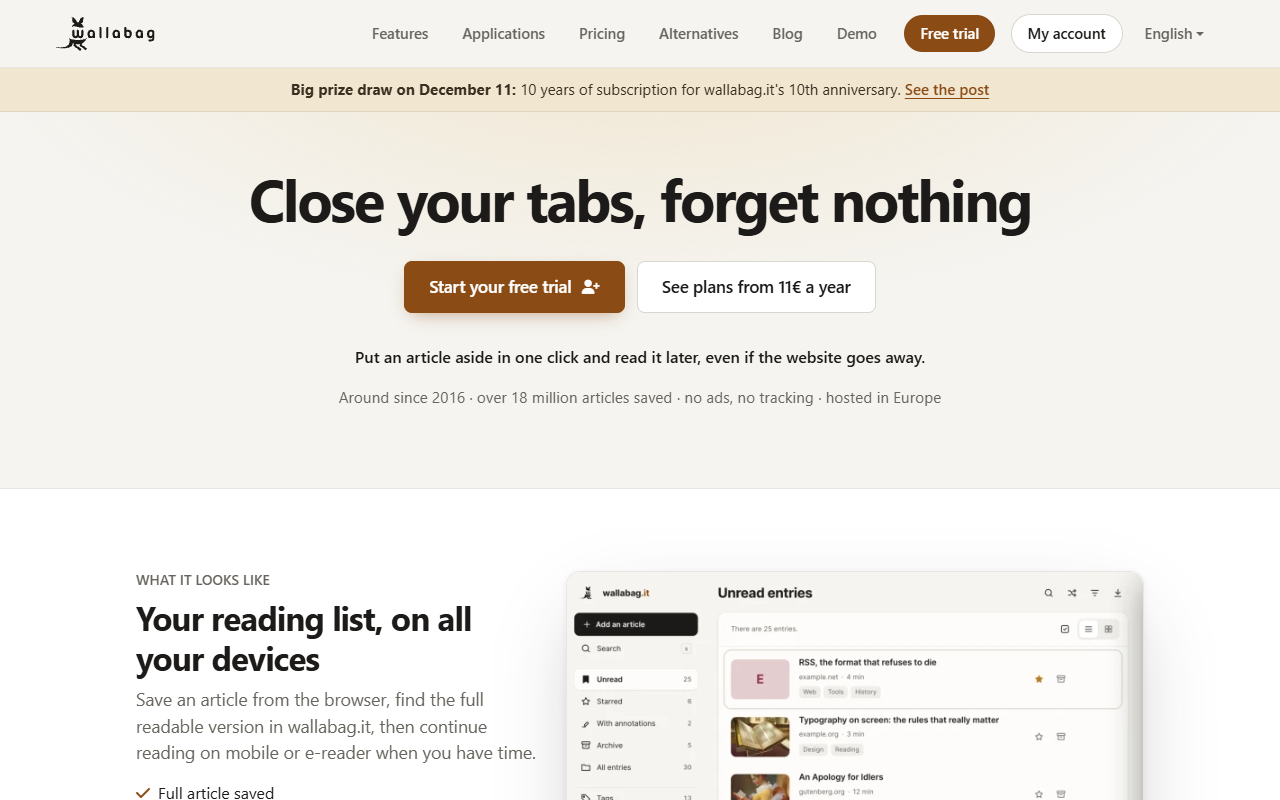 wallabag
Features
Applications
Pricing
Alternatives
Blog
Demo
Free trial
My account
English
Big prize draw on December 11: 10 years of subscription for wallabag.it's 10th anniversary. See the post
Close your tabs, forget nothing
Start your free trial
See plans from 11€ a year
Put an article aside in one click and read it later, even if the website goes away.
Around since 2016 · over 18 million articles saved · no ads, no tracking · hosted in Europe
WHAT IT LOOKS LIKE
Your reading list, on all
your devices
Save an article from the browser, find the full
readable version in wallabag.it, then continue
reading on mobile or e-reader when you have time.
Full article saved
wallabag.it
+ Add an article
Search
Unread 25
Starred 6
With annotations 2
Archive 5
All entries 30
Tags 13
Unread entries
There are 25 entries.
E
RSS, the format that refuses to die
example.net · 4 min
Web Tools History
Typography on screen: the rules that really matter
example.org · 3 min
Design Reading
An Apology for Idlers
gutenberg.org · 12 min